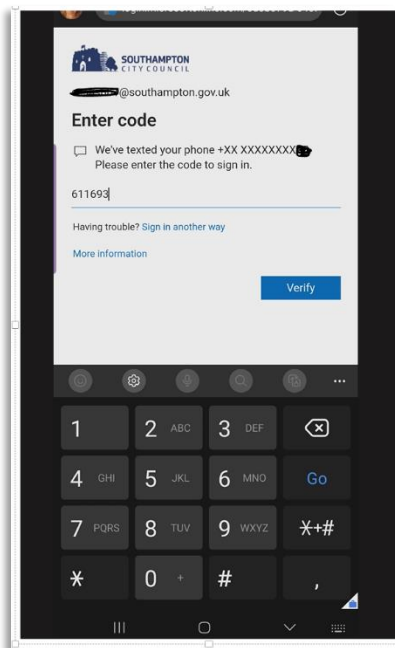 SOUTHAMPTON
CITY COUNCIL
@southampton.gov.uk
Enter code
We've texted your phone +XX XXXXXXXX
Please enter the code to sign in.
611693
Having trouble? Sign in another way
More information
Verify
1
2 ABC
3 DEF
4 GHI
5 JKL
6 MNO
Go
7 PQRS
8 TUV
9 WXYZ
*+#
*
0 +
#
,